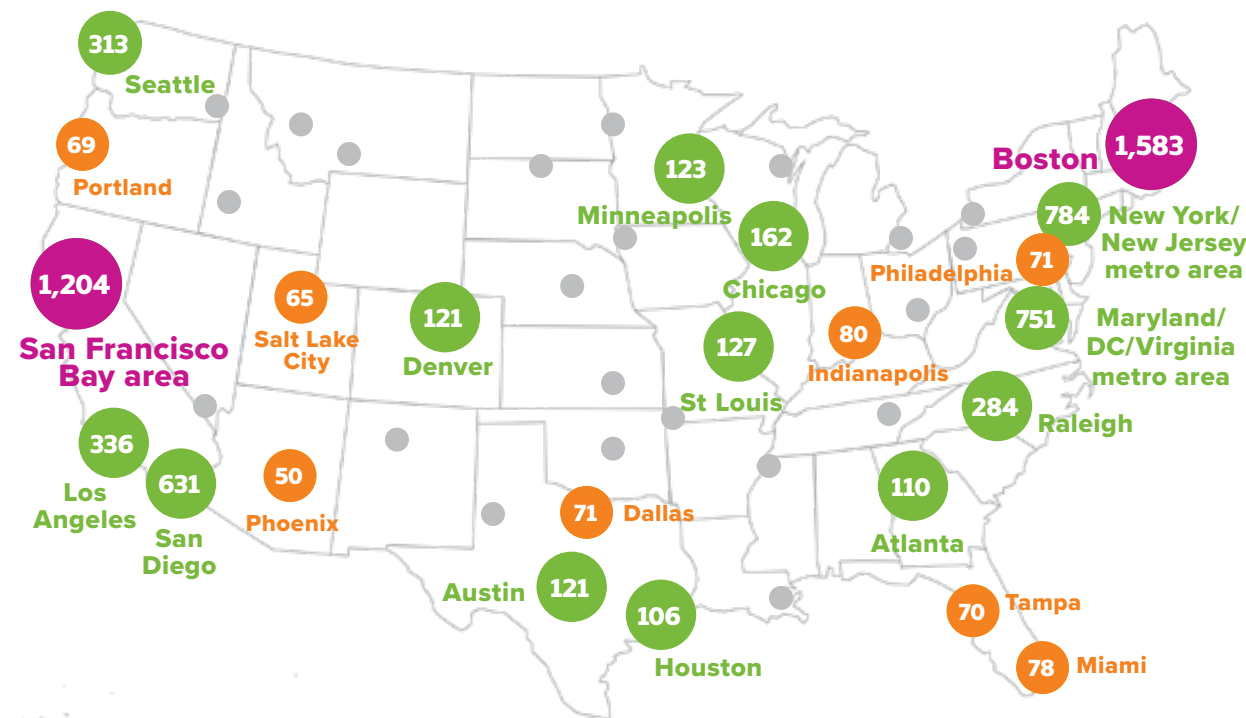 313
Seattle
69
Portland
1,204
San Francisco
Bay area
336
Los
Angeles
631
San
Diego
65
Salt Lake
City
50
Phoenix
121
Denver
71
Dallas
Austin
121
106
Houston
123
Minneapolis
162
Chicago
127
St Louis
80
Indianapolis
Boston
1,583
784
New York/
New Jersey
metro area
Philadelphia
71
751
Maryland/
DC/Virginia
metro area
284
Raleigh
110
Atlanta
70
Tampa
78
Miami